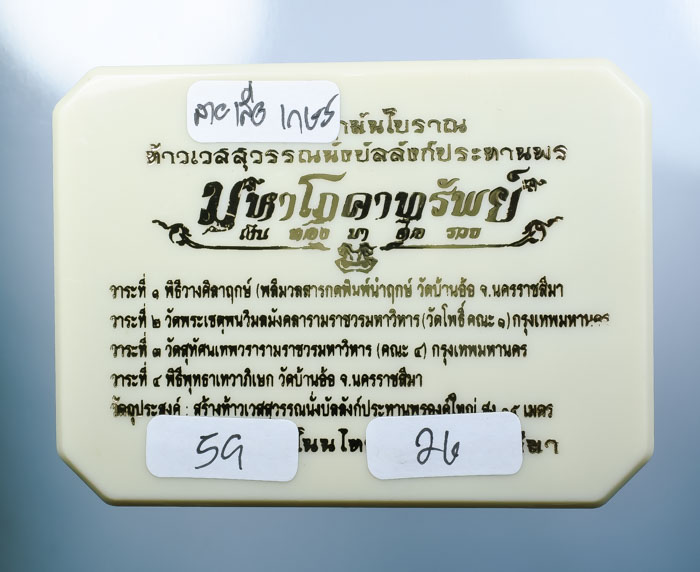 ลายเสือ เกษร
ำมันโบราณ
ท้าวเวสสุวรรณนั่งบัลลังก์ประทานพร
มหาโภคาทรัพย์
เงิน ทอง มา รวย
วาระที่ ๑ พิธีวางศิลาฤกษ์ (พลีมวลสารกดพิมพ์นำฤกษ์ วัดบ้านอ้อ จ.นครราชสีมา
วาระที่ ๒ วัดพระเชตุพนวิมลมังคลารามราชวรมหาวิหาร (วัดโพธิ์ คณะ ๑) กรุงเทพมหานคร
วาระที่ ๓ วัดสุทัศนเทพวรารามราชวรมหาวิหาร (คณะ ๔) กรุงเทพมหานคร
วาระที่ ๔ พิธีพุทธาเทวาภิเษก วัดบ้านอ้อ จ.นครราชสีมา
วัตถุประสงค์ : สร้างท้าวเวสสุวรรณนั่งบัลลังก์ประทานพรองค์ใหญ่ สูง ๑๕ เมตร
59 โนนไท 26 สีมา